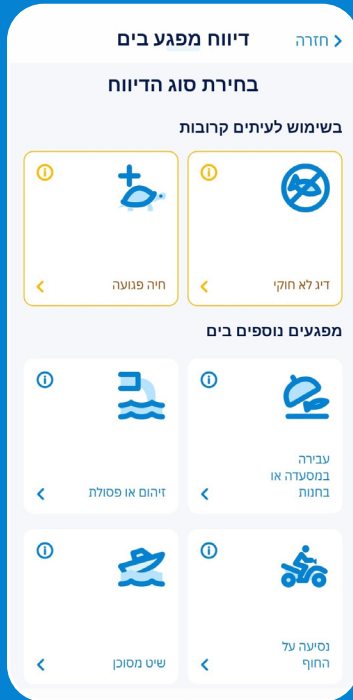 חזרה
דיווח מפגע בים
בחירת סוג הדיווח
בשימוש לעיתים קרובות
דיג לא חוקי
חיה פגועה
מפגעים נוספים בים
עבירה
במסעדה או
בחנות
זיהום או פסולת
נסיעה על
החוף
שיט מסוכן